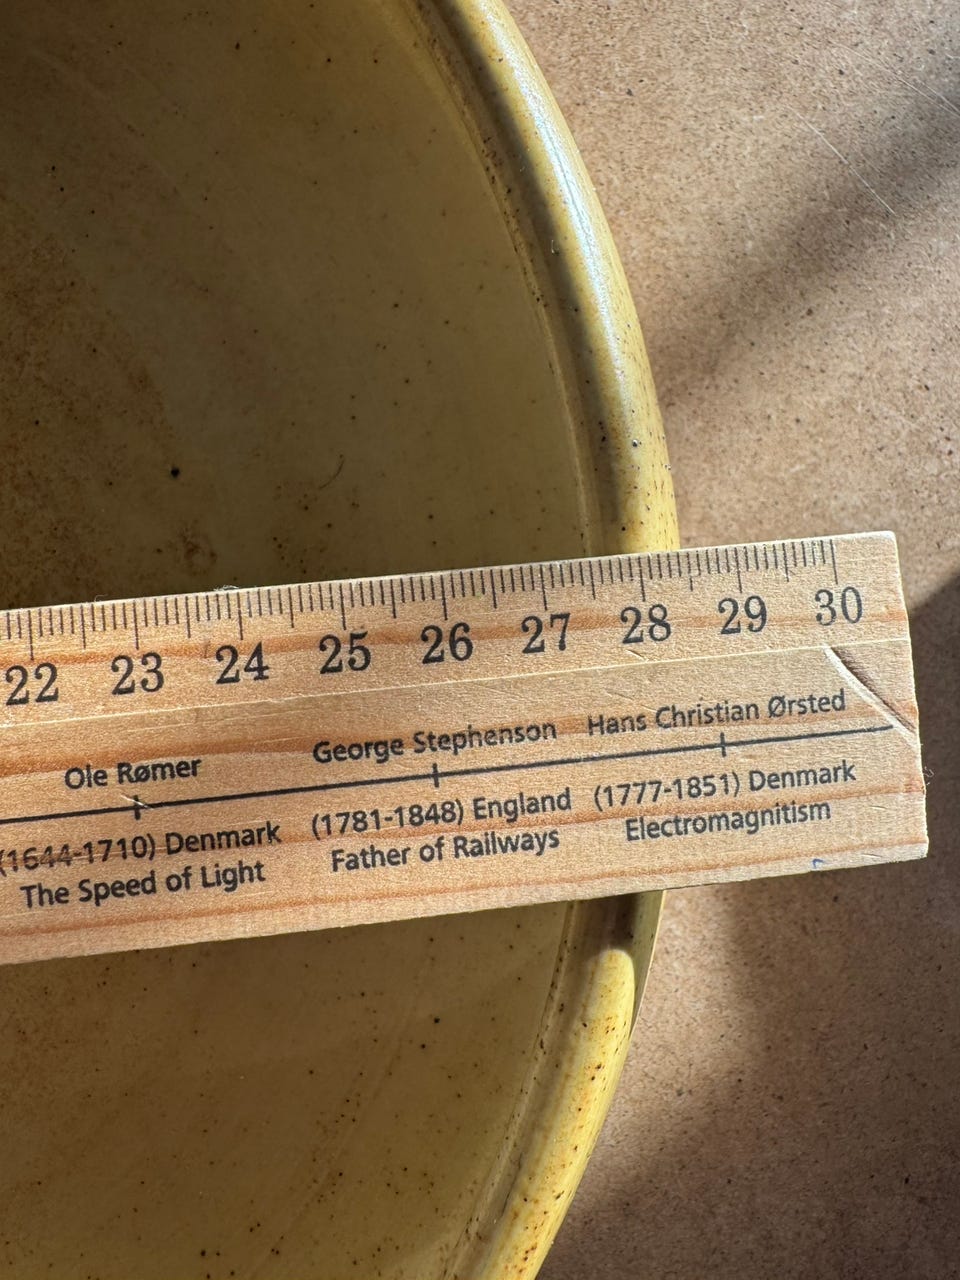 22 23 24 25 26 27 28 29 30
Ole Rømer George Stephenson Hans Christian Ørsted
(1644-1710) Denmark (1781-1848) England (1777-1851) Denmark
The Speed of Light Father of Railways Electromagnitism